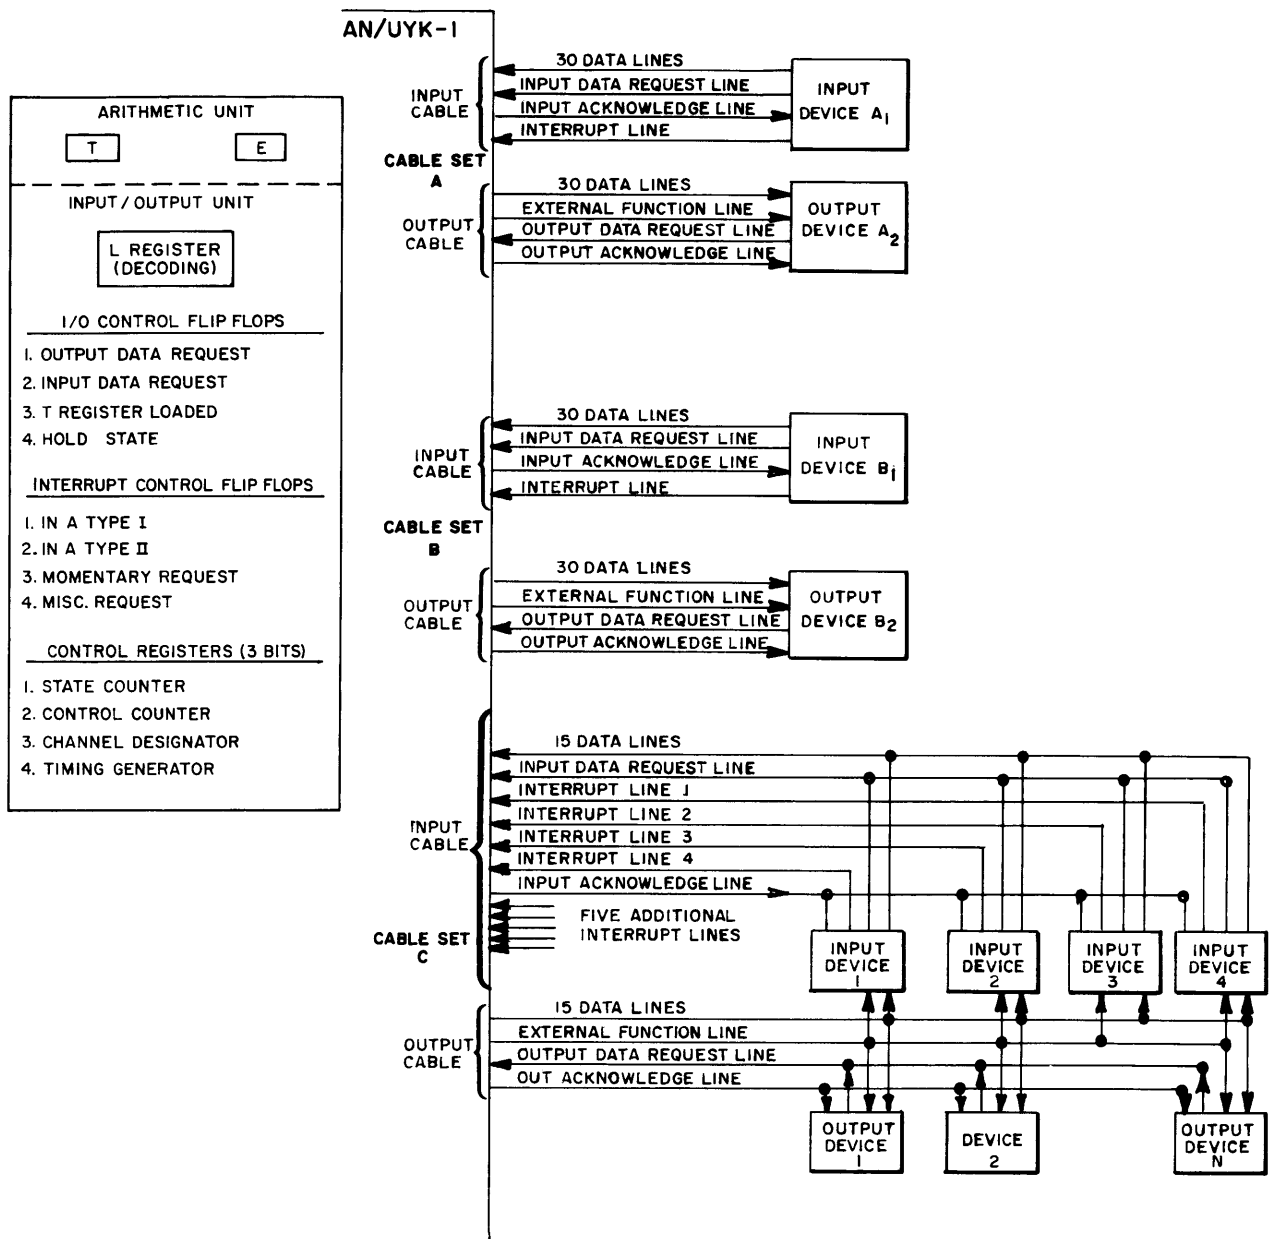 AN/UYK-1
ARITHMETIC UNIT
T
E
INPUT/OUTPUT UNIT
L REGISTER
(DECODING)
I/O CONTROL FLIP FLOPS
1. OUTPUT DATA REQUEST
2. INPUT DATA REQUEST
3. T REGISTER LOADED
4. HOLD STATE
INTERRUPT CONTROL FLIP FLOPS
1. IN A TYPE I
2. IN A TYPE II
3. MOMENTARY REQUEST
4. MISC. REQUEST
CONTROL REGISTERS (3 BITS)
1. STATE COUNTER
2. CONTROL COUNTER
3. CHANNEL DESIGNATOR
4. TIMING GENERATOR
INPUT
CABLE
30 DATA LINES
INPUT DATA REQUEST LINE
INPUT ACKNOWLEDGE LINE
INTERRUPT LINE
INPUT
DEVICE A1
CABLE SET
A
OUTPUT
CABLE
30 DATA LINES
EXTERNAL FUNCTION LINE
OUTPUT DATA REQUEST LINE
OUTPUT ACKNOWLEDGE LINE
OUTPUT
DEVICE A2
INPUT
CABLE
30 DATA LINES
INPUT DATA REQUEST LINE
INPUT ACKNOWLEDGE LINE
INTERRUPT LINE
INPUT
DEVICE B1
CABLE SET
B
OUTPUT
CABLE
30 DATA LINES
EXTERNAL FUNCTION LINE
OUTPUT DATA REQUEST LINE
OUTPUT ACKNOWLEDGE LINE
OUTPUT
DEVICE B2
INPUT
CABLE
15 DATA LINES
INPUT DATA REQUEST LINE
INTERRUPT LINE 1
INTERRUPT LINE 2
INTERRUPT LINE 3
INTERRUPT LINE 4
INPUT ACKNOWLEDGE LINE
FIVE ADDITIONAL
INTERRUPT LINES
CABLE SET
C
INPUT
DEVICE
1
INPUT
DEVICE
2
INPUT
DEVICE
3
INPUT
DEVICE
4
OUTPUT
CABLE
15 DATA LINES
EXTERNAL FUNCTION LINE
OUTPUT DATA REQUEST LINE
OUT ACKNOWLEDGE LINE
OUTPUT
DEVICE
1
DEVICE
2
OUTPUT
DEVICE
N